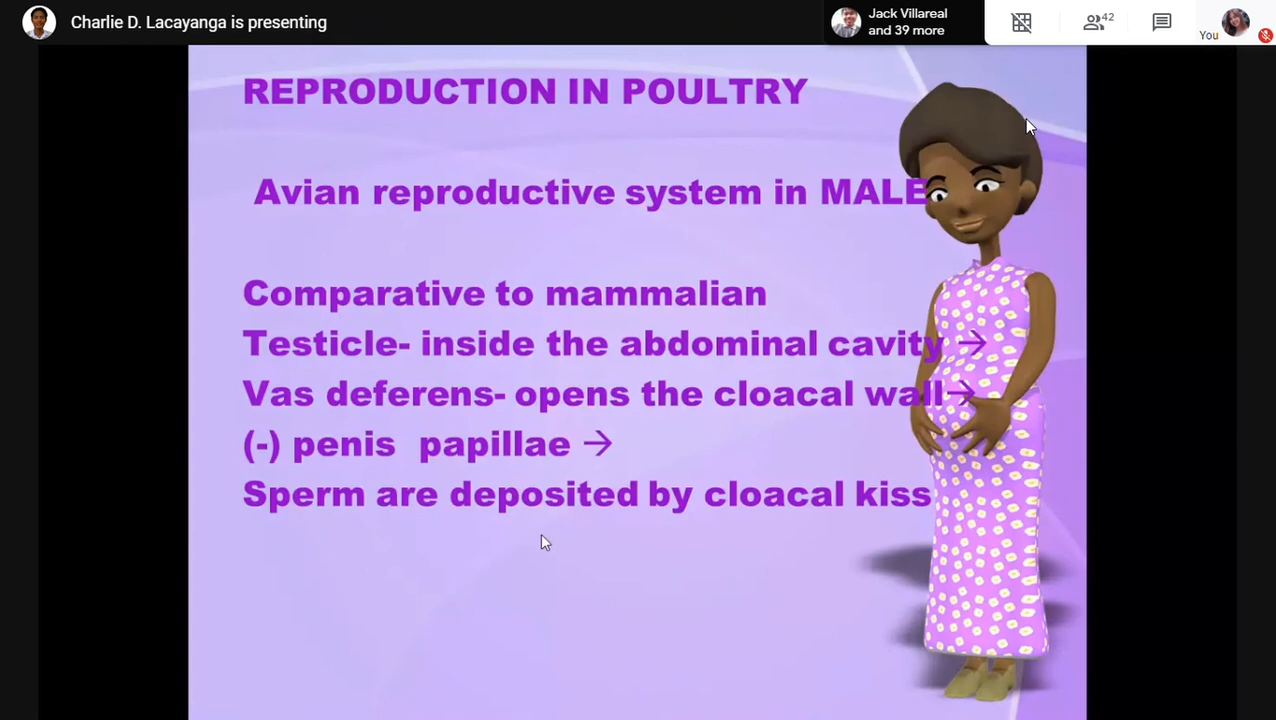 Charlie D. Lacayanga is presenting
Jack Villareal
and 39 more
42
You
REPRODUCTION IN POULTRY
Avian reproductive system in MALE
Comparative to mammalian
Testicle- inside the abdominal cavity →
Vas deferens- opens the cloacal wall→
(-) penis papillae →
Sperm are deposited by cloacal kiss